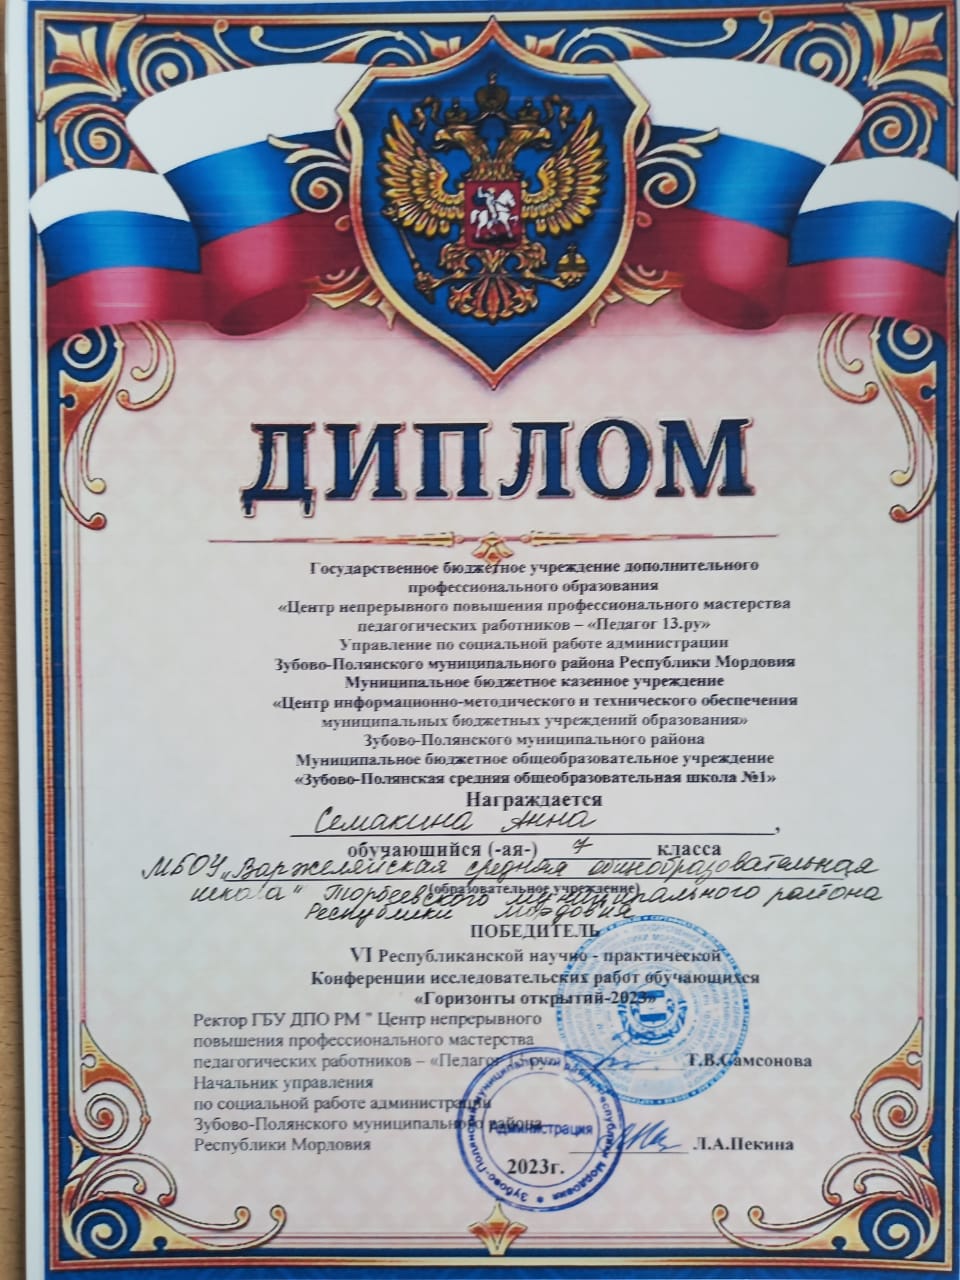 ДИПЛОМ
Государственное бюджетное учреждение дополнительного
профессионального образования
«Центр непрерывного повышения профессионального мастерства
педагогических работников – «Педагог 13.ру»
Управление по социальной работе администрации
Зубово-Полянского муниципального района Республики Мордовия
Муниципальное бюджетное казенное учреждение
«Центр информационно-методического и технического обеспечения
муниципальных бюджетных учреждений образования»
Зубово-Полянского муниципального района
Муниципальное бюджетное общеобразовательное учреждение
«Зубово-Полянская средняя общеобразовательная школа №1»
Награждается
Семакина Анна,
обучающийся (-ая-) 7 класса
МБОУ „Варжеляйская средняя общеобразовательная
школа" Торбеевского муниципального района
(образовательное учреждение)
Республики Мордовия
ПОБЕДИТЕЛЬ
VI Республиканской научно - практической
Конференции исследовательских работ обучающихся
«Горизонты открытий-2023»
Ректор ГБУ ДПО РМ " Центр непрерывного
повышения профессионального мастерства
педагогических работников – «Педагог 13.ру» Т.В.Самсонова
Начальник управления
по социальной работе администрации
Зубово-Полянского муниципального района
Республики Мордовия Л.А.Пекина
Администрация
2023г.